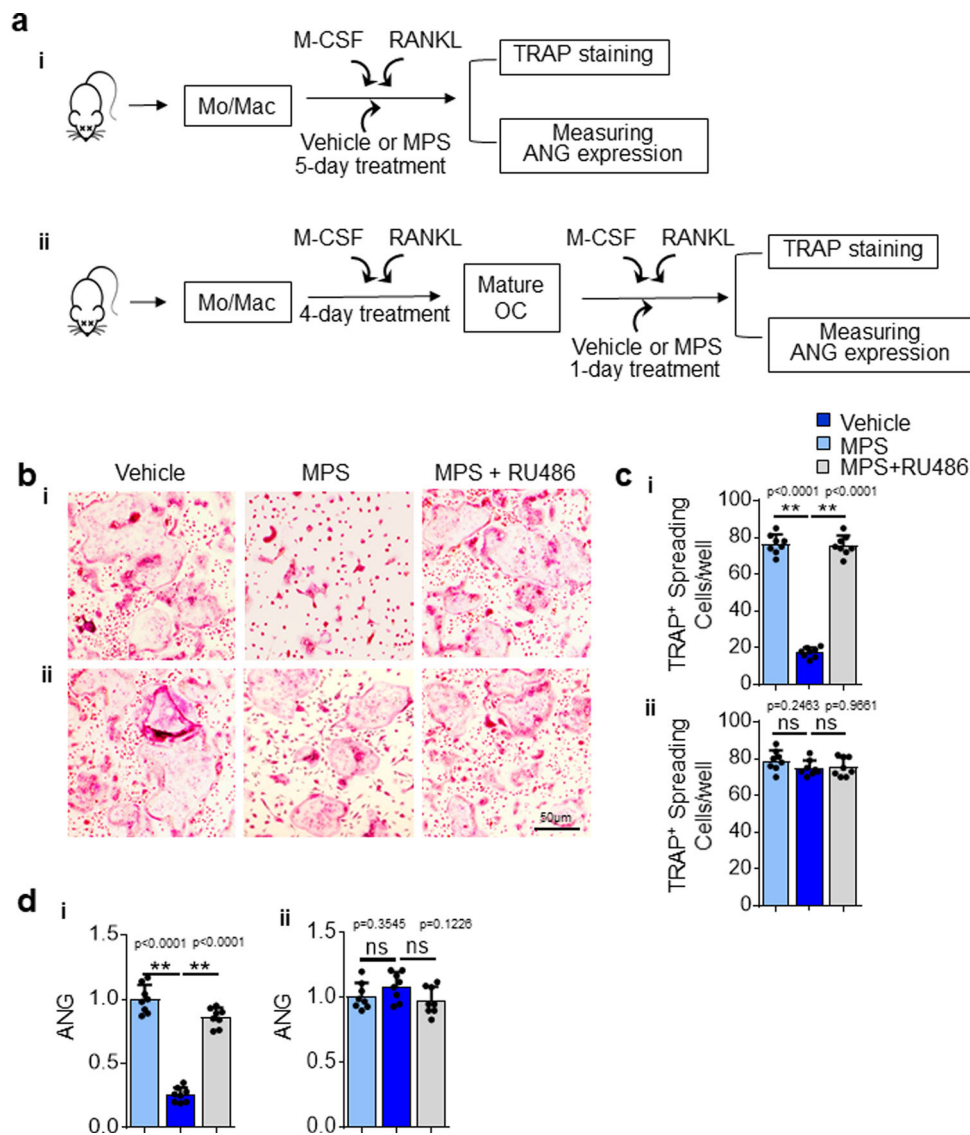 a
i
M-CSF RANKL
Mo/Mac
Vehicle or MPS
5-day treatment
TRAP staining
Measuring
ANG expression
ii
M-CSF RANKL
Mo/Mac
4-day treatment
Mature
OC
M-CSF RANKL
Vehicle or MPS
1-day treatment
TRAP staining
Measuring
ANG expression
Vehicle
MPS
MPS+RU486
b
Vehicle MPS MPS + RU486
i
ii
50μm
c
i
p<0.0001 p<0.0001
** **
TRAP+ Spreading
Cells/well
100
80
60
40
20
0
ii
p=0.2463 p=0.9661
ns ns
TRAP+ Spreading
Cells/well
100
80
60
40
20
0
d
i
p<0.0001 p<0.0001
** **
ANG
1.5
1.0
0.5
0.0
ii
p=0.3545 p=0.1226
ns ns
ANG
1.5
1.0
0.5
0.0